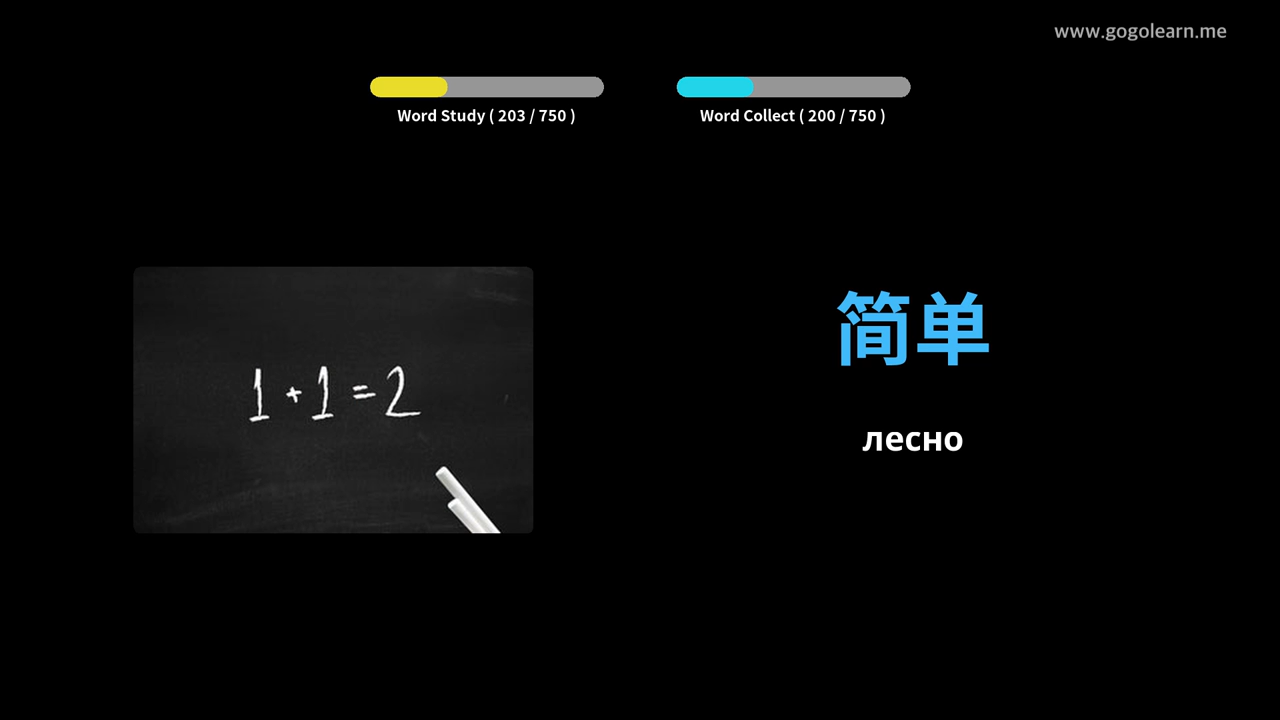 www.gogolearn.me
Word Study ( 203 / 750 )
Word Collect ( 200 / 750 )
1 + 1 = 2
简单
лесно